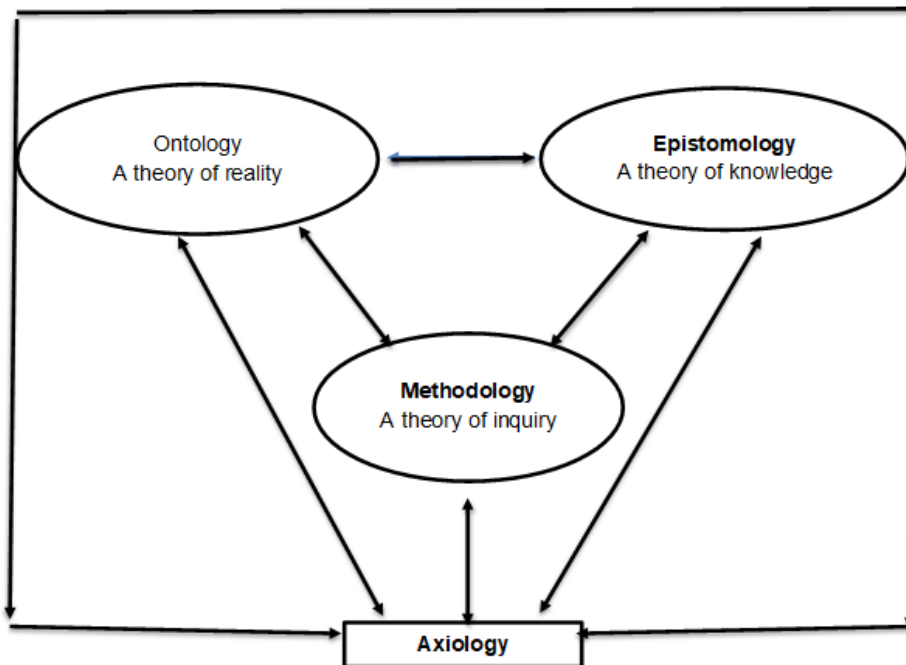 Ontology
A theory of reality
Epistomology
A theory of knowledge
Methodology
A theory of inquiry
Axiology